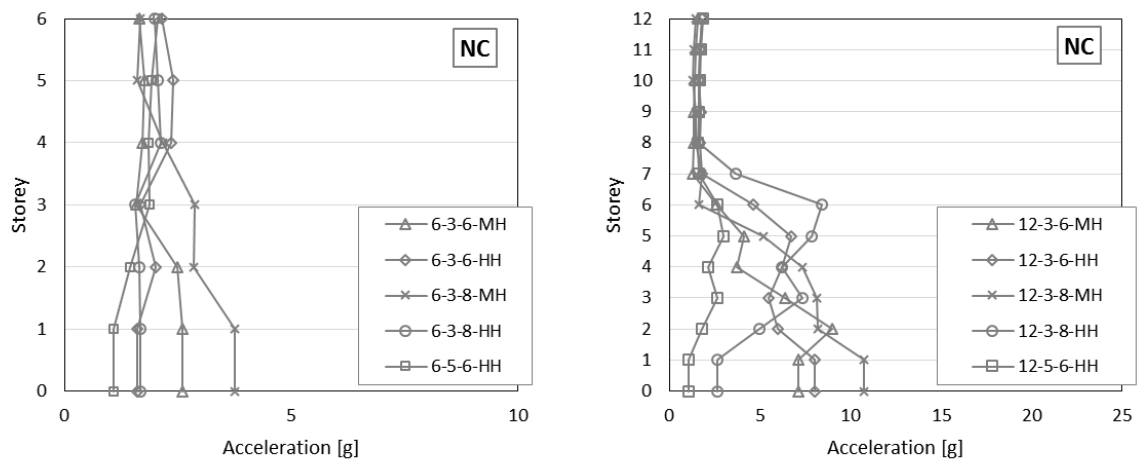 NC
6
5
4
3
2
1
0
Storey
6-3-6-MH
6-3-6-HH
6-3-8-MH
6-3-8-HH
6-5-6-HH
0 5 10
Acceleration [g]
NC
12
11
10
9
8
7
6
5
4
3
2
1
0
Storey
12-3-6-MH
12-3-6-HH
12-3-8-MH
12-3-8-HH
12-5-6-HH
0 5 10 15 20 25
Acceleration [g]